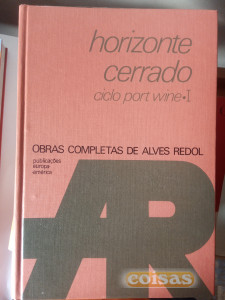 horizonte
cerrado
ciclo port wine • I
OBRAS COMPLETAS DE ALVES REDOL
publicações
europa-
américa
AR
coisas